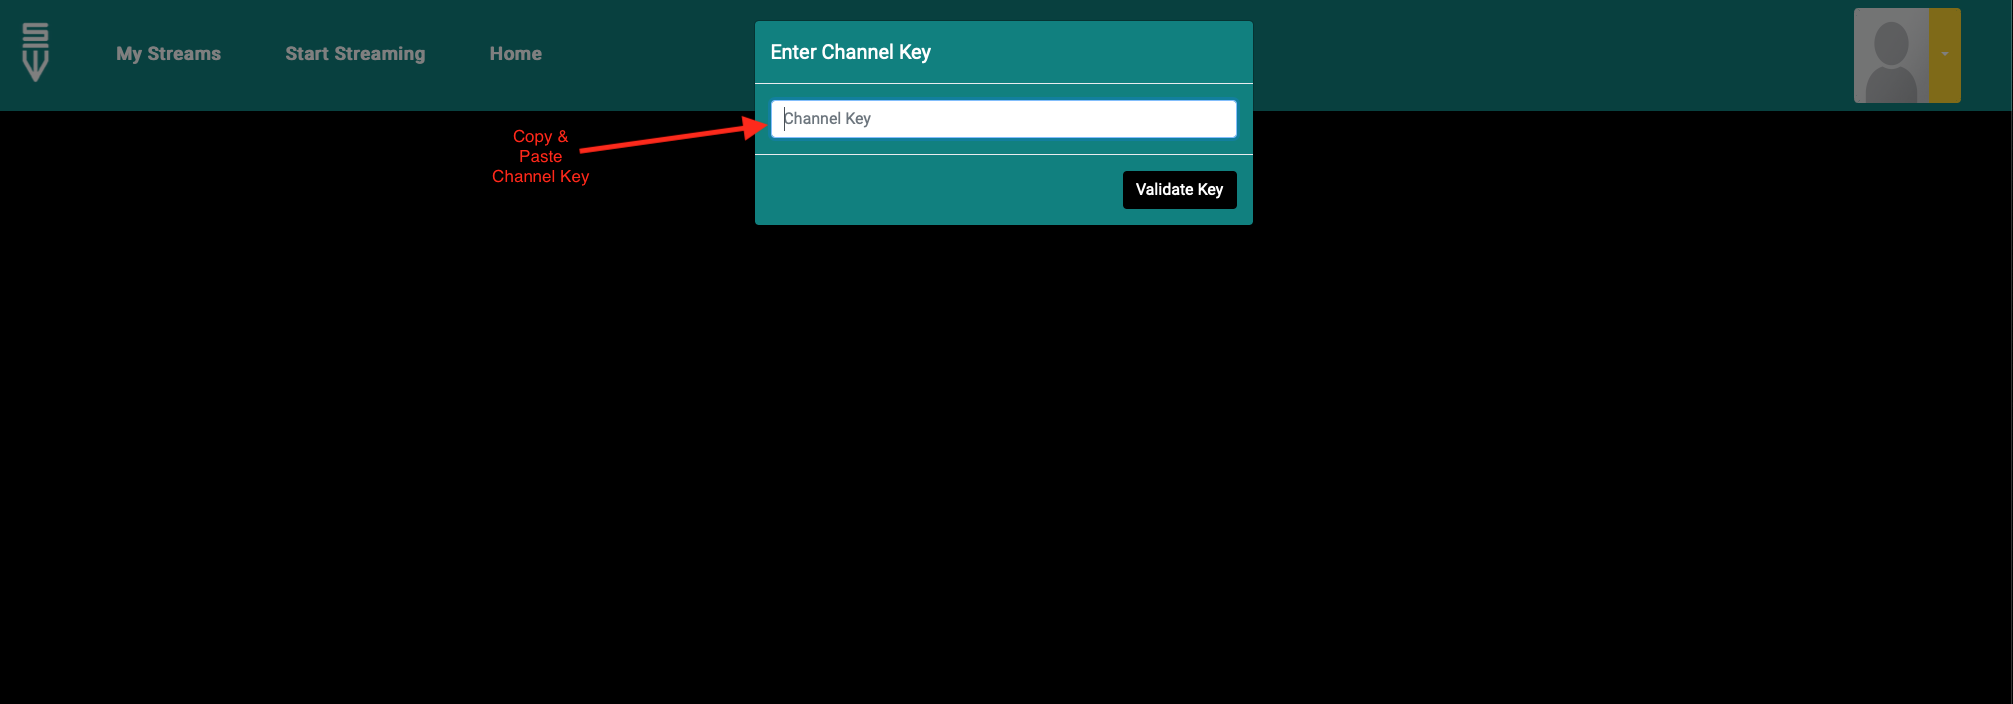 My Streams
Start Streaming
Home
Enter Channel Key
Channel Key
Copy &
Paste
Channel Key
Validate Key